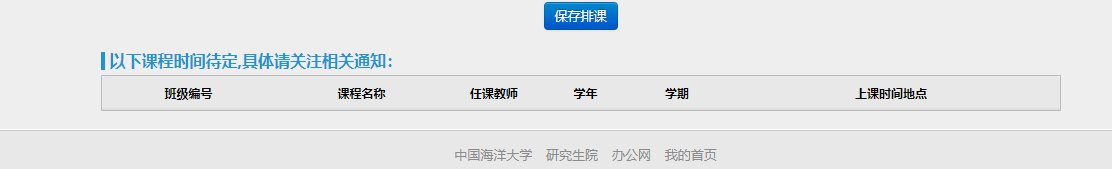 保存排课
以下课程时间待定,具体请关注相关通知：
班级编号 课程名称 任课教师 学年 学期 上课时间地点
中国海洋大学 研究生院 办公网 我的首页